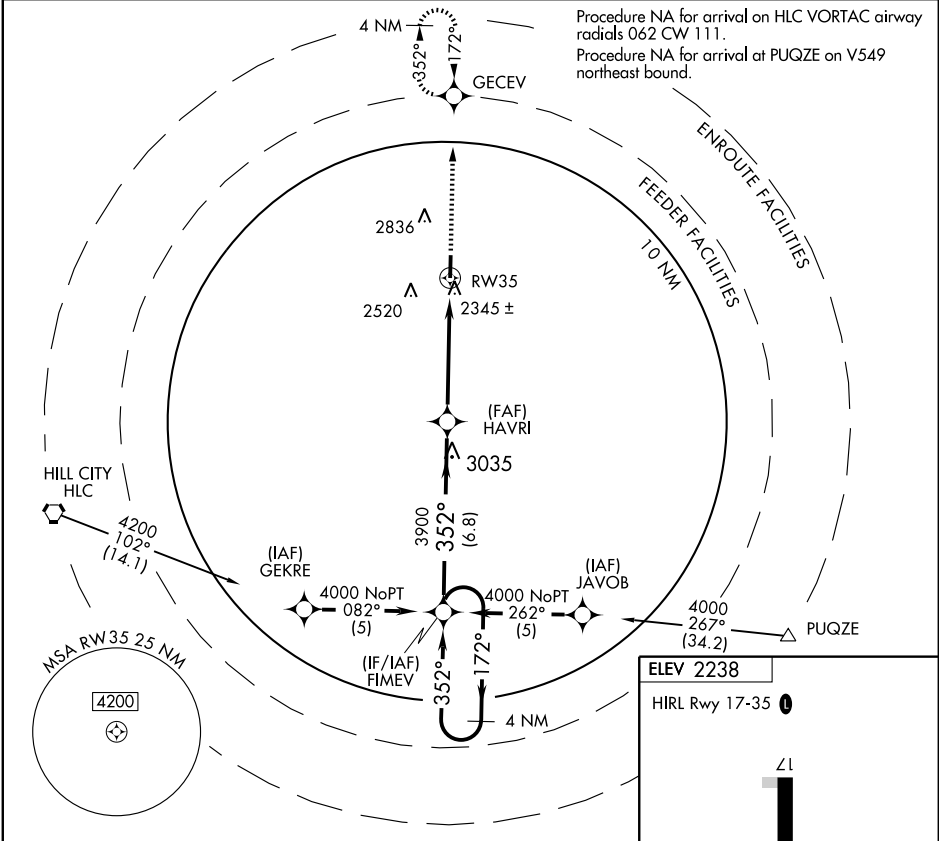 Procedure NA for arrival on HLC VORTAC airway
radials 062 CW 111.
Procedure NA for arrival at PUQZE on V549
northeast bound.
4 NM
352°
172°
GECEV
ENROUTE FACILITIES
FEEDER FACILITIES
10 NM
2836
RW35
2520
2345 ±
(FAF)
HAVRI
3035
HILL CITY
HLC
4200
102°
(14.1)
3900
352°
(6.8)
(IAF)
GEKRE
4000 NoPT
082°
(5)
4000 NoPT
262°
(5)
(IAF)
JAVOB
4000
267°
(34.2)
PUQZE
(IF/IAF)
FIMEV
352°
172°
4 NM
MSA RW35 25 NM
4200
ELEV 2238
HIRL Rwy 17-35 L
17